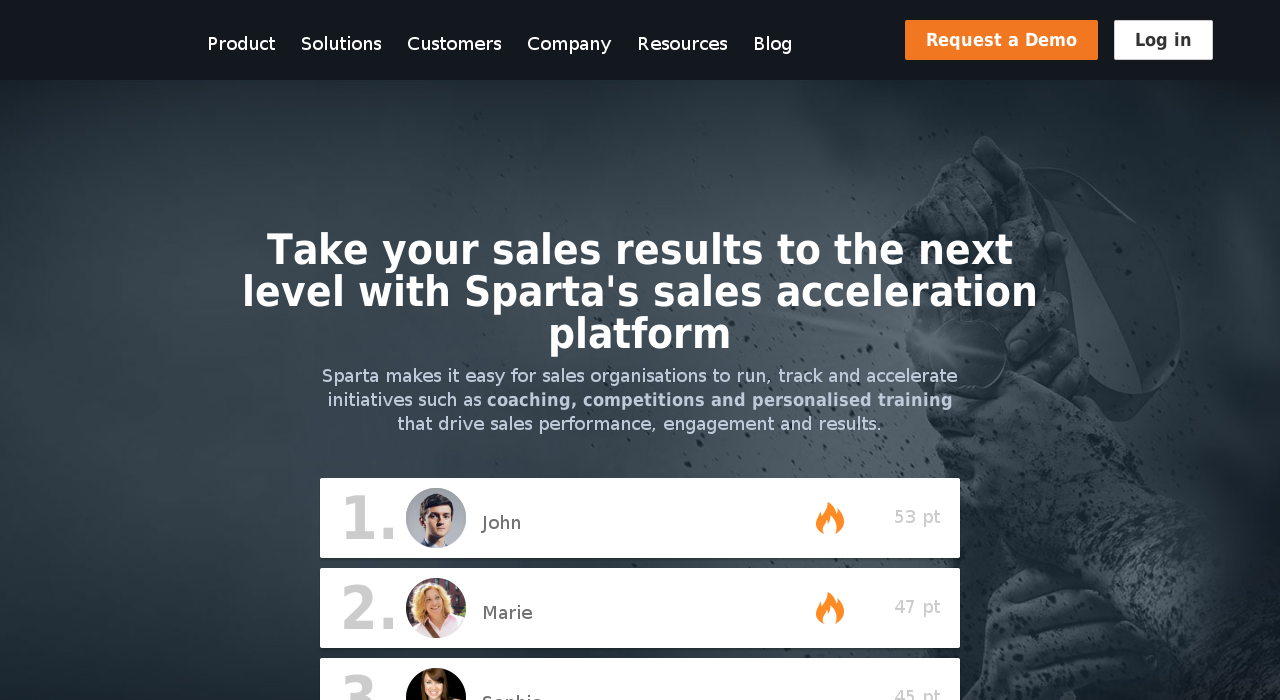 Product Solutions Customers Company Resources Blog Request a Demo Log in
Take your sales results to the next
level with Sparta's sales acceleration
platform
Sparta makes it easy for sales organisations to run, track and accelerate
initiatives such as coaching, competitions and personalised training
that drive sales performance, engagement and results.
1. John 53 pt
2. Marie 47 pt
3. Sophie 45 pt